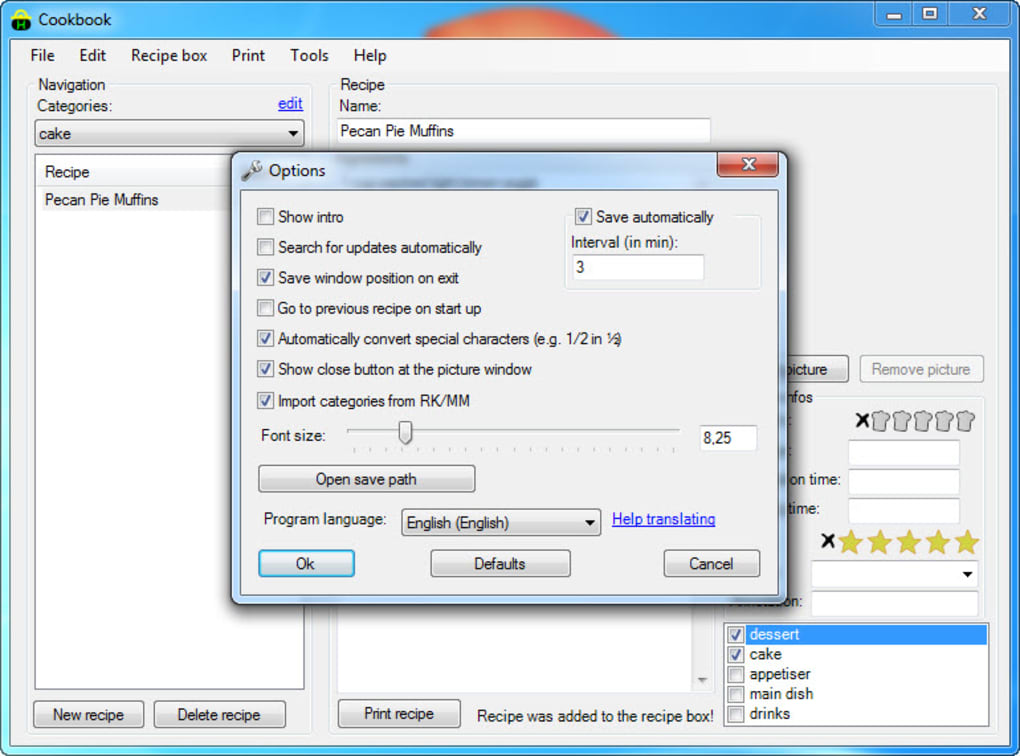 Cookbook
File Edit Recipe box Print Tools Help
Navigation
Categories: edit
cake
Recipe
Pecan Pie Muffins
Recipe
Name:
Pecan Pie Muffins
Options
Show intro
Search for updates automatically
Save window position on exit
Go to previous recipe on start up
Automatically convert special characters (e.g. 1/2 in ½)
Show close button at the picture window
Import categories from RK/MM
Save automatically
Interval (in min):
3
Font size: 8,25
Open save path
Program language: English (English) Help translating
Ok Defaults Cancel
picture Remove picture
nfos
on time:
time:
dessert
cake
appetiser
main dish
drinks
New recipe Delete recipe Print recipe Recipe was added to the recipe box!